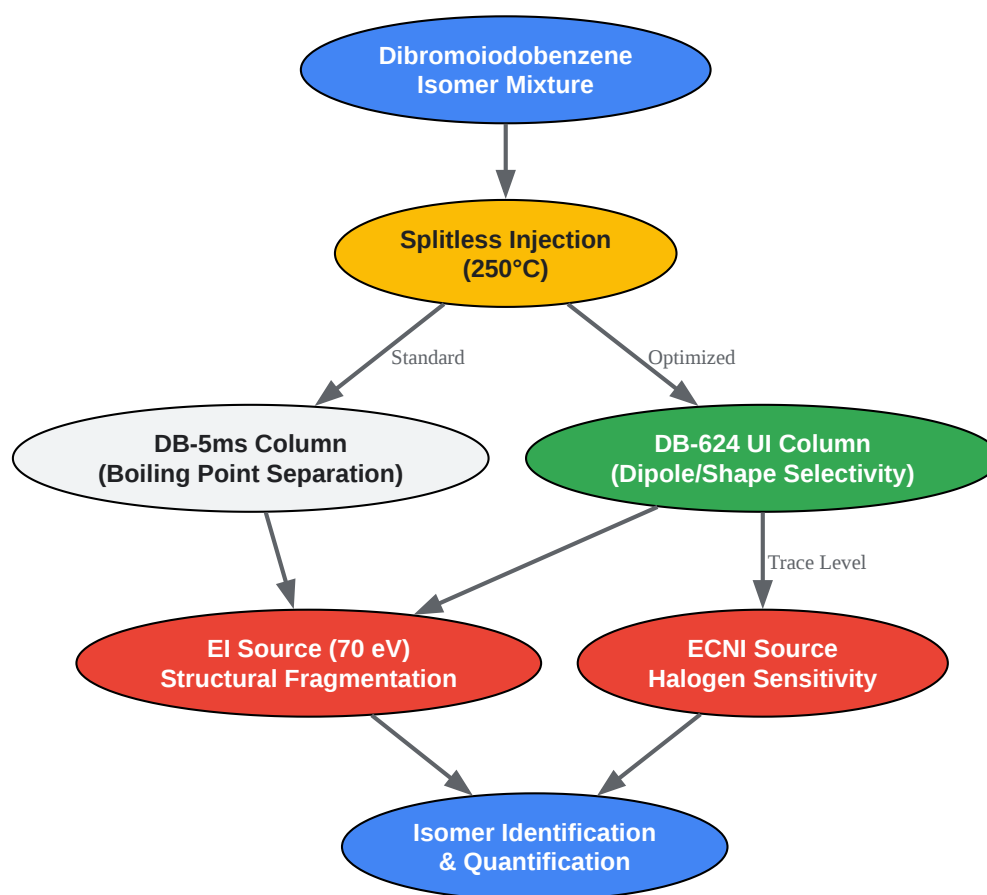 Dibromoiodobenzene
Isomer Mixture
Splitless Injection
(250°C)
Standard
Optimized
DB-5ms Column
(Boiling Point Separation)
DB-624 UI Column
(Dipole/Shape Selectivity)
Trace Level
EI Source (70 eV)
Structural Fragmentation
ECNI Source
Halogen Sensitivity
Isomer Identification
& Quantification